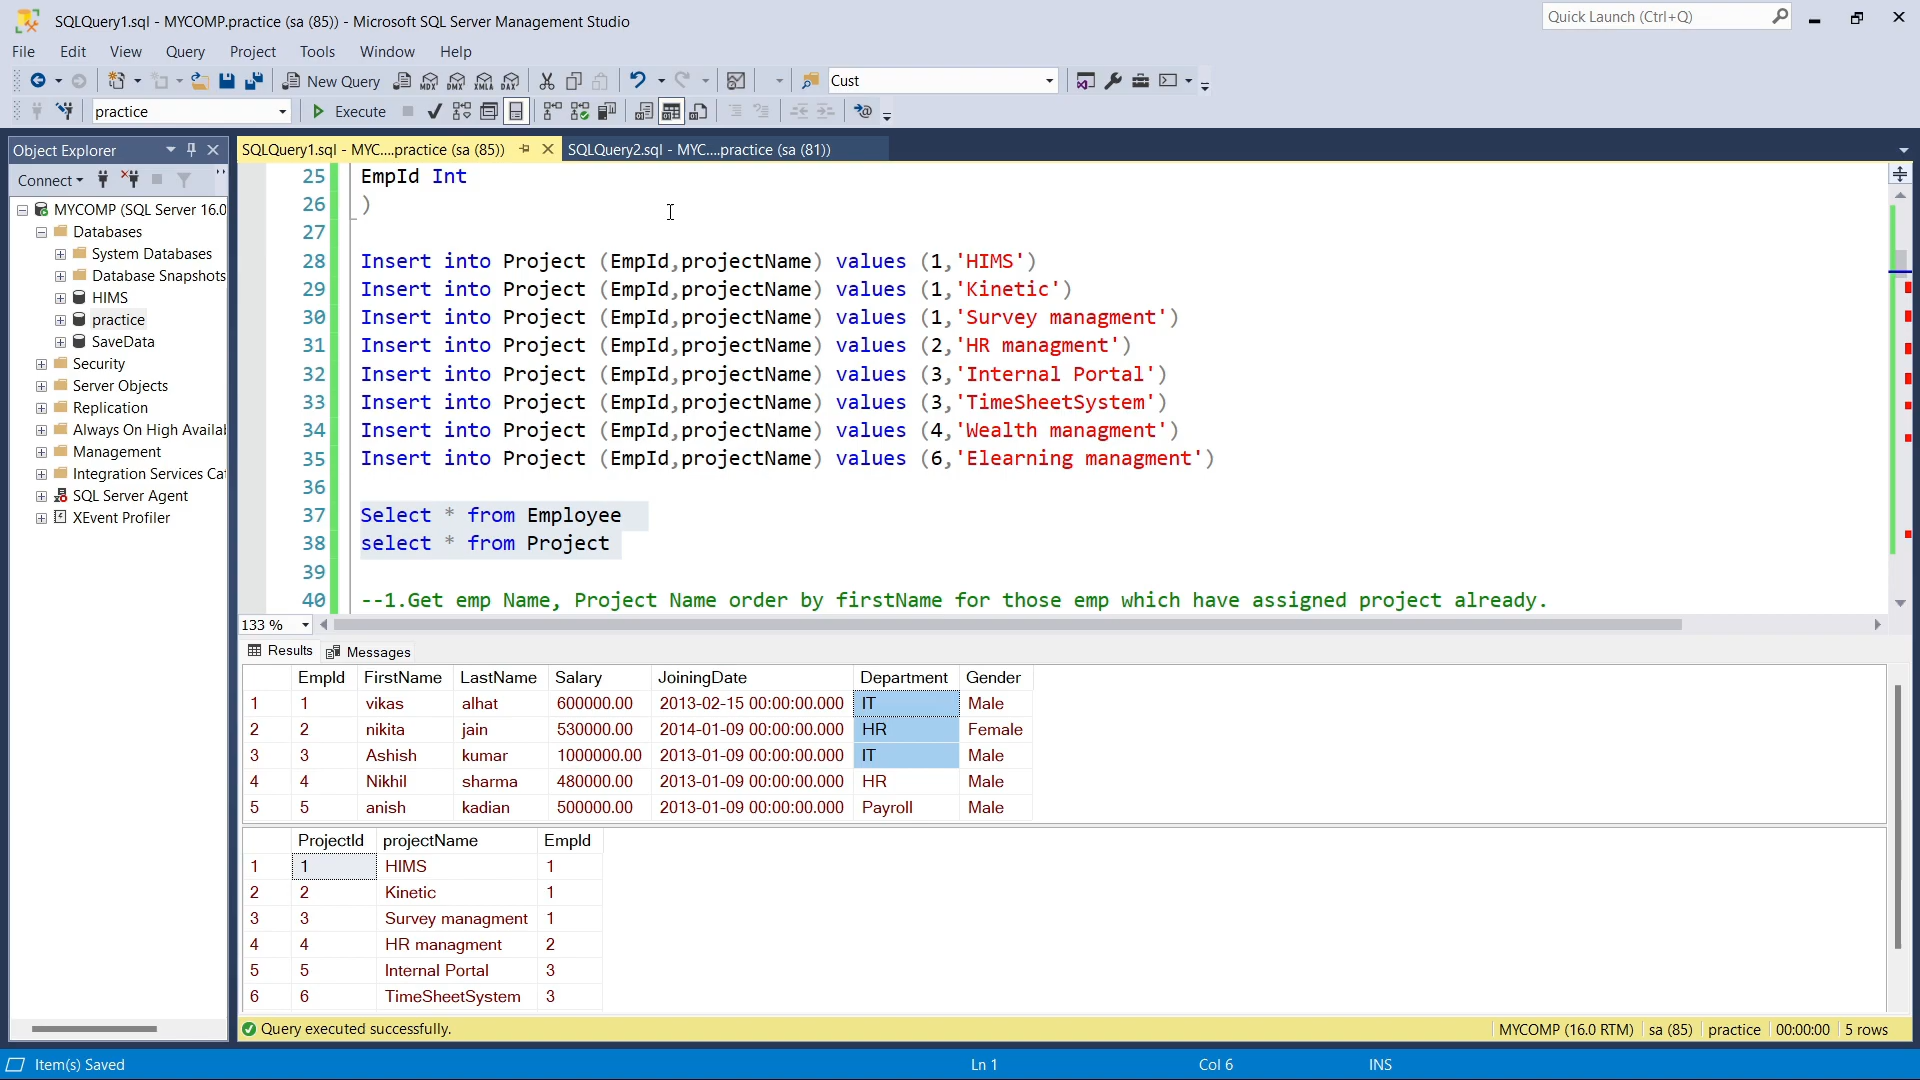 SQLQuery1.sql - MYCOMP.practice (sa (85)) - Microsoft SQL Server Management Studio
Quick Launch (Ctrl+Q)
File Edit View Query Project Tools Window Help
New Query MDX DMX XMLA DAX Cust
practice Execute
Object Explorer
SQLQuery1.sql - MYC....practice (sa (85)) SQLQuery2.sql - MYC....practice (sa (81))
Connect
MYCOMP (SQL Server 16.0
Databases
System Databases
Database Snapshots
HIMS
practice
SaveData
Security
Server Objects
Replication
Always On High Availa
Management
Integration Services Ca
SQL Server Agent
XEvent Profiler
25 EmpId Int
26 )
27
28 Insert into Project (EmpId,projectName) values (1,'HIMS')
29 Insert into Project (EmpId,projectName) values (1,'Kinetic')
30 Insert into Project (EmpId,projectName) values (1,'Survey managment')
31 Insert into Project (EmpId,projectName) values (2,'HR managment')
32 Insert into Project (EmpId,projectName) values (3,'Internal Portal')
33 Insert into Project (EmpId,projectName) values (3,'TimeSheetSystem')
34 Insert into Project (EmpId,projectName) values (4,'Wealth managment')
35 Insert into Project (EmpId,projectName) values (6,'Elearning managment')
36
37 Select * from Employee
38 select * from Project
39
40 --1.Get emp Name, Project Name order by firstName for those emp which have assigned project already.
133 %
Results Messages
EmpId FirstName LastName Salary JoiningDate Department Gender
1 1 vikas alhat 600000.00 2013-02-15 00:00:00.000 IT Male
2 2 nikita jain 530000.00 2014-01-09 00:00:00.000 HR Female
3 3 Ashish kumar 1000000.00 2013-01-09 00:00:00.000 IT Male
4 4 Nikhil sharma 480000.00 2013-01-09 00:00:00.000 HR Male
5 5 anish kadian 500000.00 2013-01-09 00:00:00.000 Payroll Male
ProjectId projectName EmpId
1 1 HIMS 1
2 2 Kinetic 1
3 3 Survey managment 1
4 4 HR managment 2
5 5 Internal Portal 3
6 6 TimeSheetSystem 3
Query executed successfully. MYCOMP (16.0 RTM) sa (85) practice 00:00:00 5 rows
Item(s) Saved Ln 1 Col 6 INS